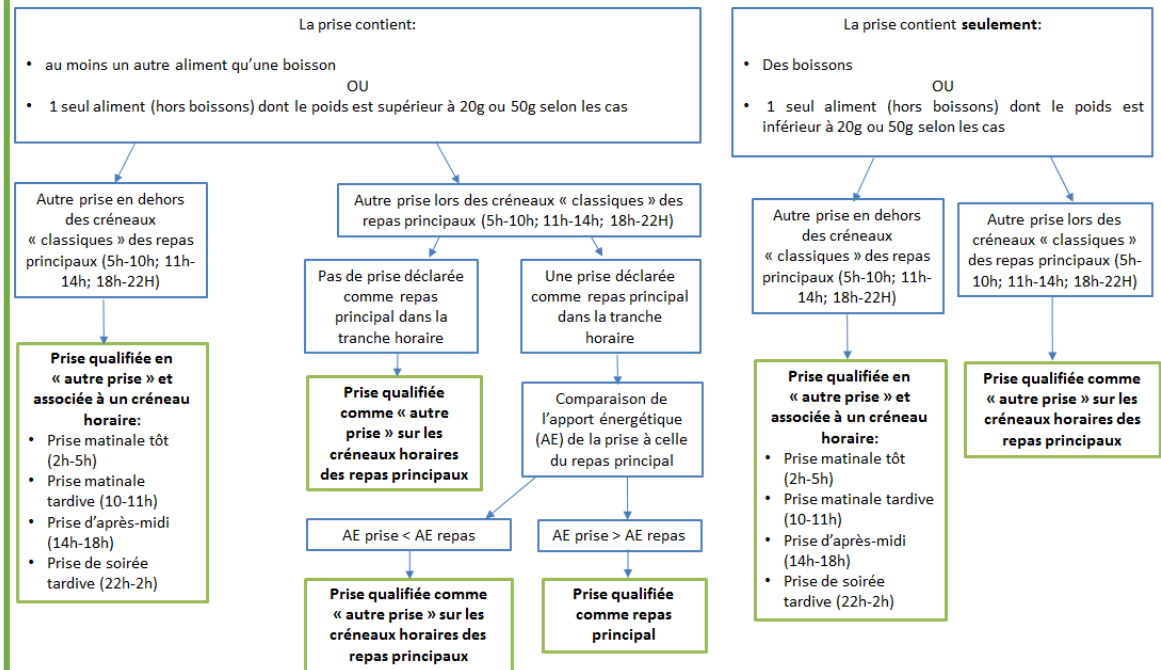 La prise contient:
• au moins un autre aliment qu'une boisson
OU
• 1 seul aliment (hors boissons) dont le poids est supérieur à 20g ou 50g selon les cas
La prise contient seulement:
• Des boissons
OU
• 1 seul aliment (hors boissons) dont le poids est
inférieur à 20g ou 50g selon les cas
Autre prise en dehors
des créneaux
« classiques » des repas
principaux (5h-10h; 11h-
14h; 18h-22H)
Autre prise lors des créneaux « classiques » des
repas principaux (5h-10h; 11h-14h; 18h-22H)
Autre prise en dehors
des créneaux
« classiques » des repas
principaux (5h-10h; 11h-
14h; 18h-22H)
Autre prise lors des
créneaux « classiques »
des repas principaux (5h-
10h; 11h-14h; 18h-22H)
Pas de prise déclarée
comme repas
principal dans la
tranche horaire
Une prise déclarée
comme repas principal
dans la tranche
horaire
Prise qualifiée en
« autre prise » et
associée à un créneau
horaire:
• Prise matinale tôt
(2h-5h)
• Prise matinale
tardive (10-11h)
• Prise d'après-midi
(14h-18h)
• Prise de soirée
tardive (22h-2h)
Prise qualifiée
comme « autre
prise » sur les
créneaux horaires
des repas principaux
Comparaison de
l'apport énergétique
(AE) de la prise à celle
du repas principal
Prise qualifiée en
« autre prise » et
associée à un créneau
horaire:
• Prise matinale tôt
(2h-5h)
• Prise matinale tardive
(10-11h)
• Prise d'après-midi
(14h-18h)
• Prise de soirée
tardive (22h-2h)
Prise qualifiée comme
« autre prise » sur les
créneaux horaires des
repas principaux
AE prise < AE repas
AE prise > AE repas
Prise qualifiée comme
« autre prise » sur les
créneaux horaires des
repas principaux
Prise qualifiée
comme repas
principal